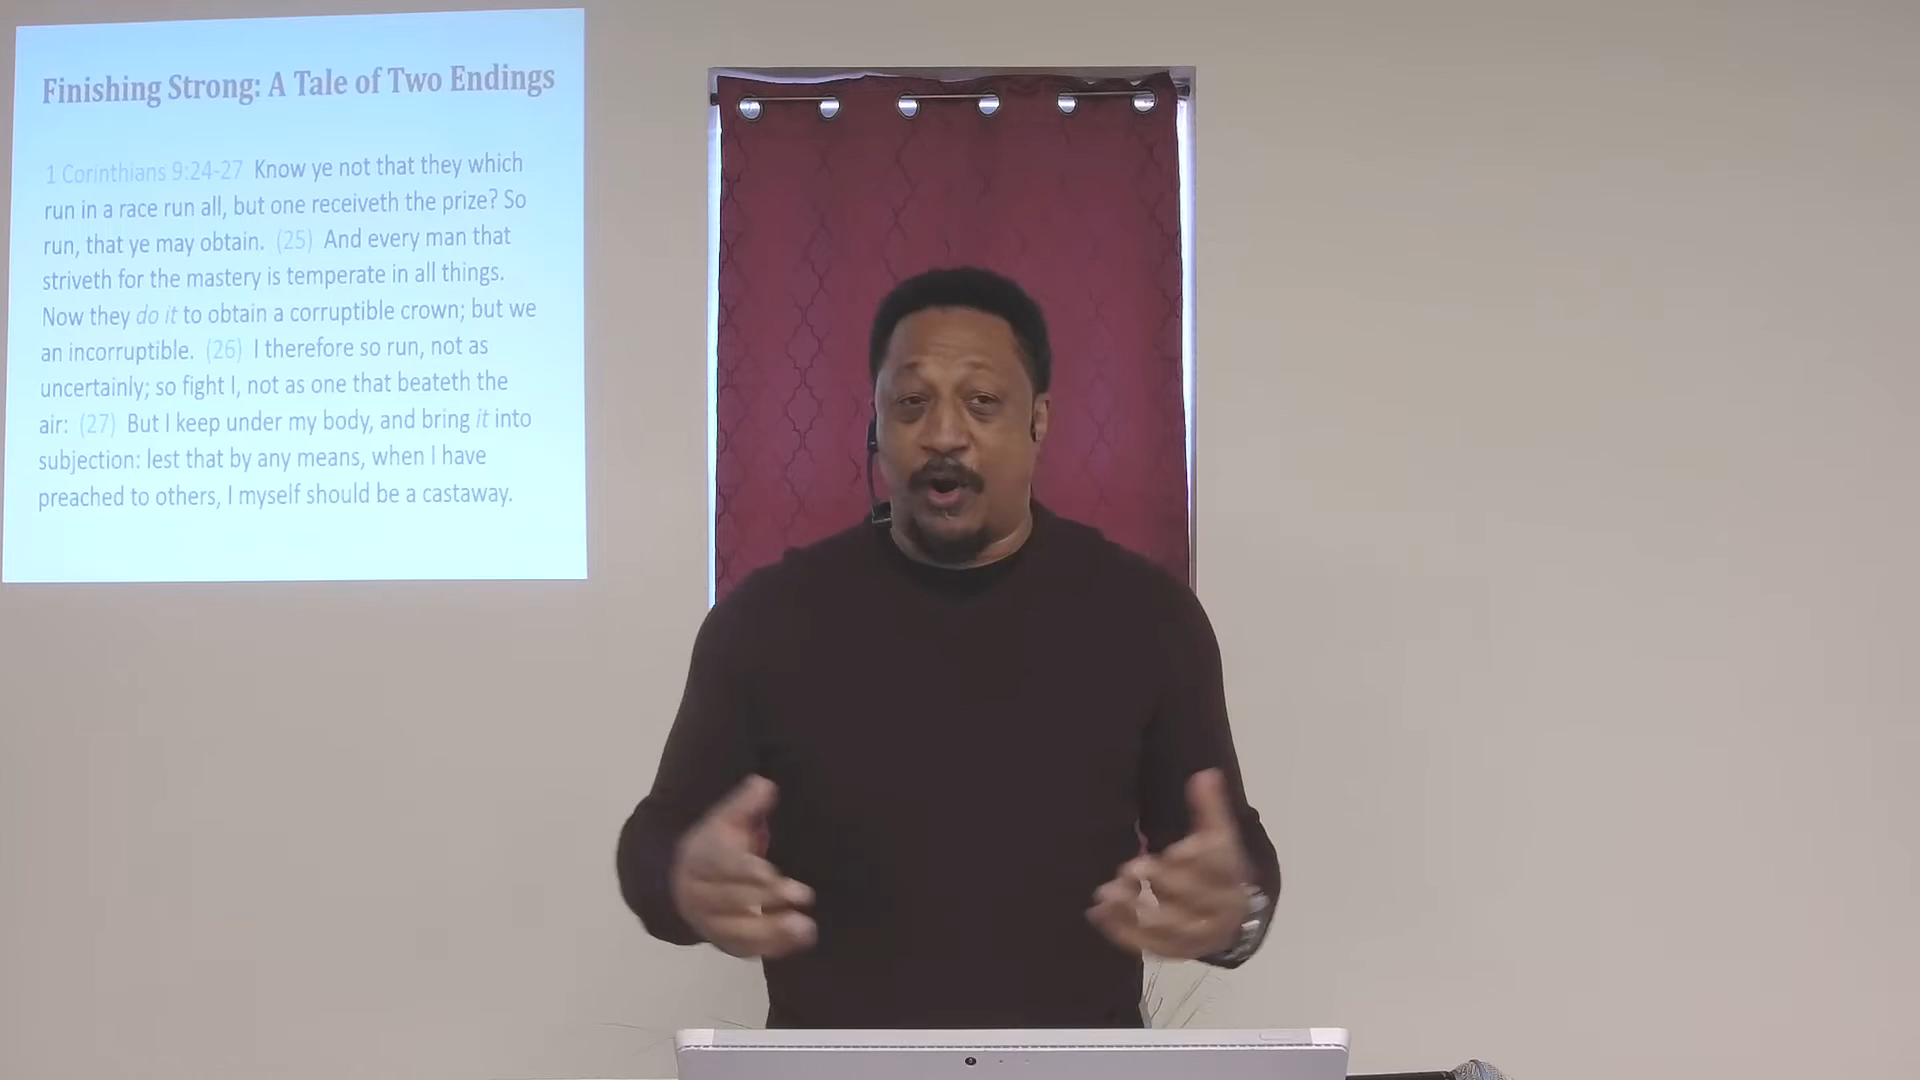 Finishing Strong: A Tale of Two Endings
1 Corinthians 9:24-27 Know ye not that they which
run in a race run all, but one receiveth the prize? So
run, that ye may obtain. (25) And every man that
striveth for the mastery is temperate in all things.
Now they do it to obtain a corruptible crown; but we
an incorruptible. (26) I therefore so run, not as
uncertainly; so fight I, not as one that beateth the
air: (27) But I keep under my body, and bring it into
subjection: lest that by any means, when I have
preached to others, I myself should be a castaway.